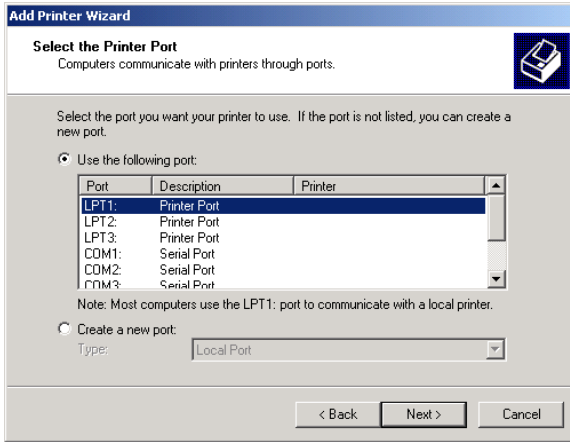 Add Printer Wizard
Select the Printer Port
Computers communicate with printers through ports.
Select the port you want your printer to use. If the port is not listed, you can create a
new port.
Use the following port:
Port Description Printer
LPT1: Printer Port
LPT2: Printer Port
LPT3: Printer Port
COM1: Serial Port
COM2: Serial Port
COM3: Serial Port
Note: Most computers use the LPT1: port to communicate with a local printer.
Create a new port:
Type: Local Port
< Back Next > Cancel